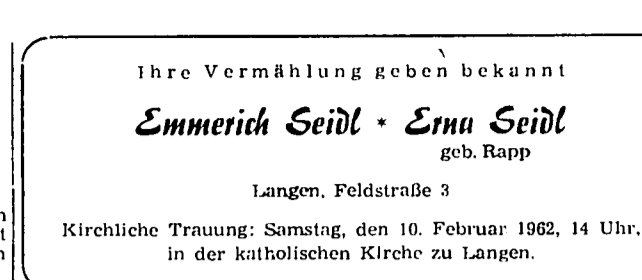 Ihre Vermählung geben bekannt
Emmerich Seidl * Erna Seidl
geb. Rapp
Langen, Feldstraße 3
Kirchliche Trauung: Samstag, den 10. Februar 1962, 14 Uhr,
in der katholischen Kirche zu Langen.